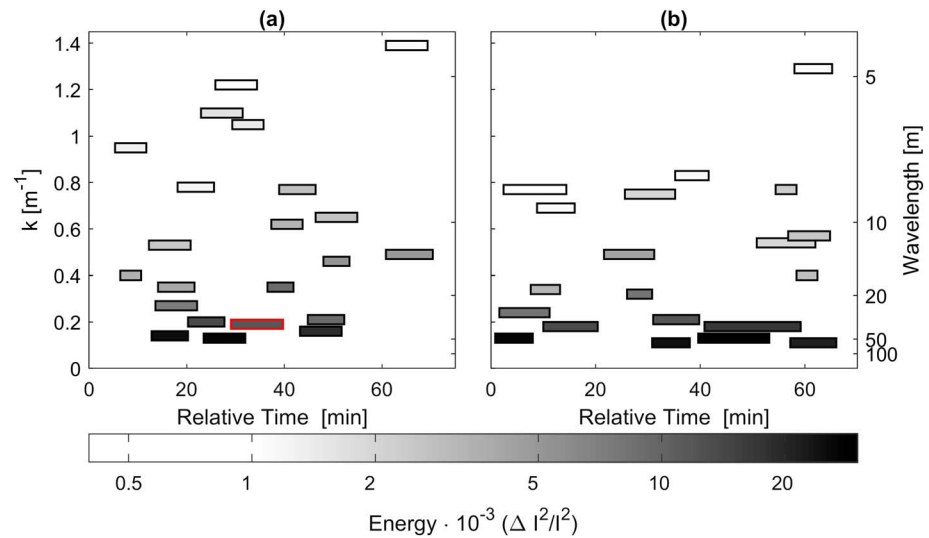 (a) (b)
1.4
1.2
1
0.8
0.6
0.4
0.2
0
k [m⁻¹]
0 20 40 60
Relative Time [min]
0 20 40 60
Relative Time [min]
5
10
20
50
100
Wavelength [m]
0.5 1 2 5 10 20
Energy · 10⁻³ (Δ I²/I²)